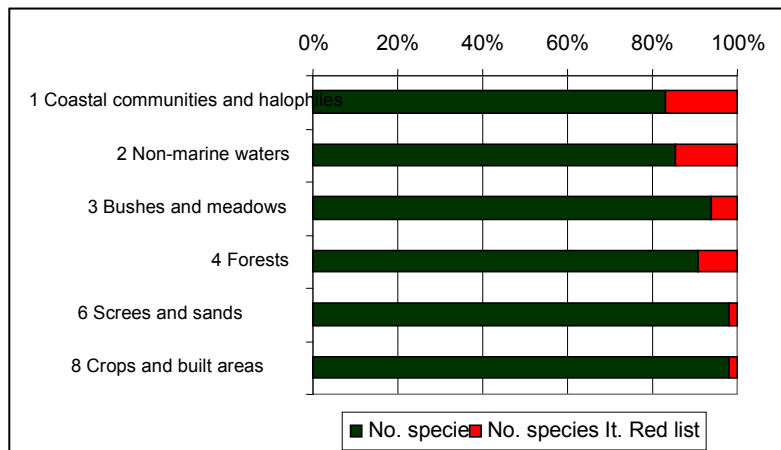 0% 20% 40% 60% 80% 100%
1 Coastal communities and halophiles
2 Non-marine waters
3 Bushes and meadows
4 Forests
6 Screes and sands
8 Crops and built areas
No. specie No. species It. Red list